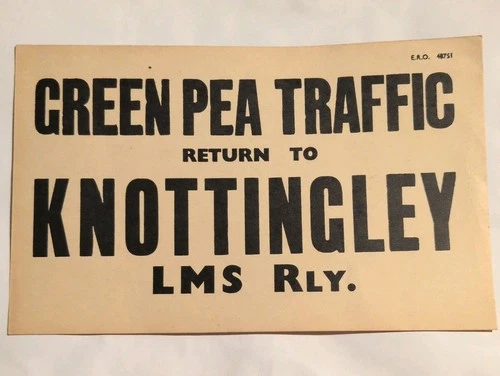 E.R.O. 48751
GREEN PEA TRAFFIC
RETURN TO
KNOTTINGLEY
LMS RLY.